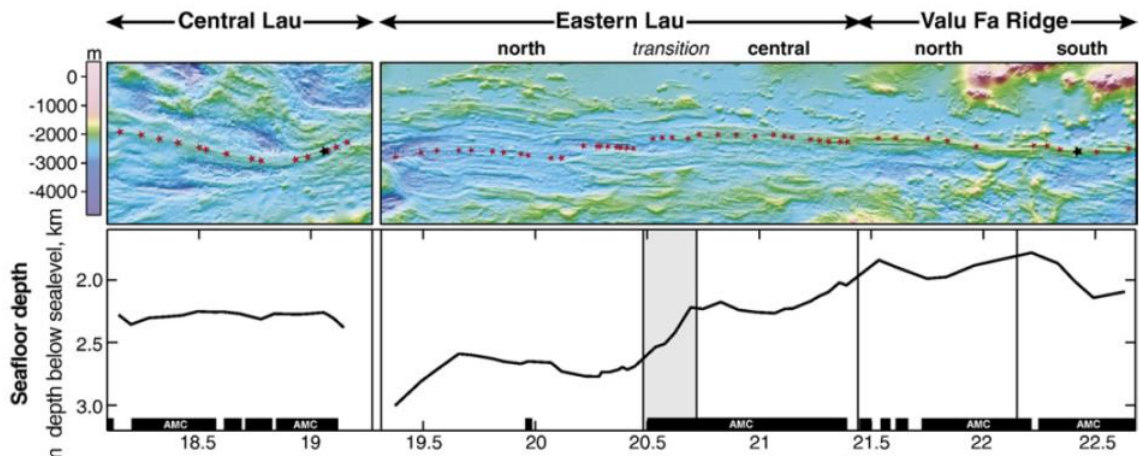 Central Lau Eastern Lau Valu Fa Ridge
north transition central north south
m
0
-1000
-2000
-3000
-4000
Seafloor depth
depth below sealevel, km
2.0
2.5
3.0
AMC AMC AMC AMC AMC
18.5 19 19.5 20 20.5 21 21.5 22 22.5